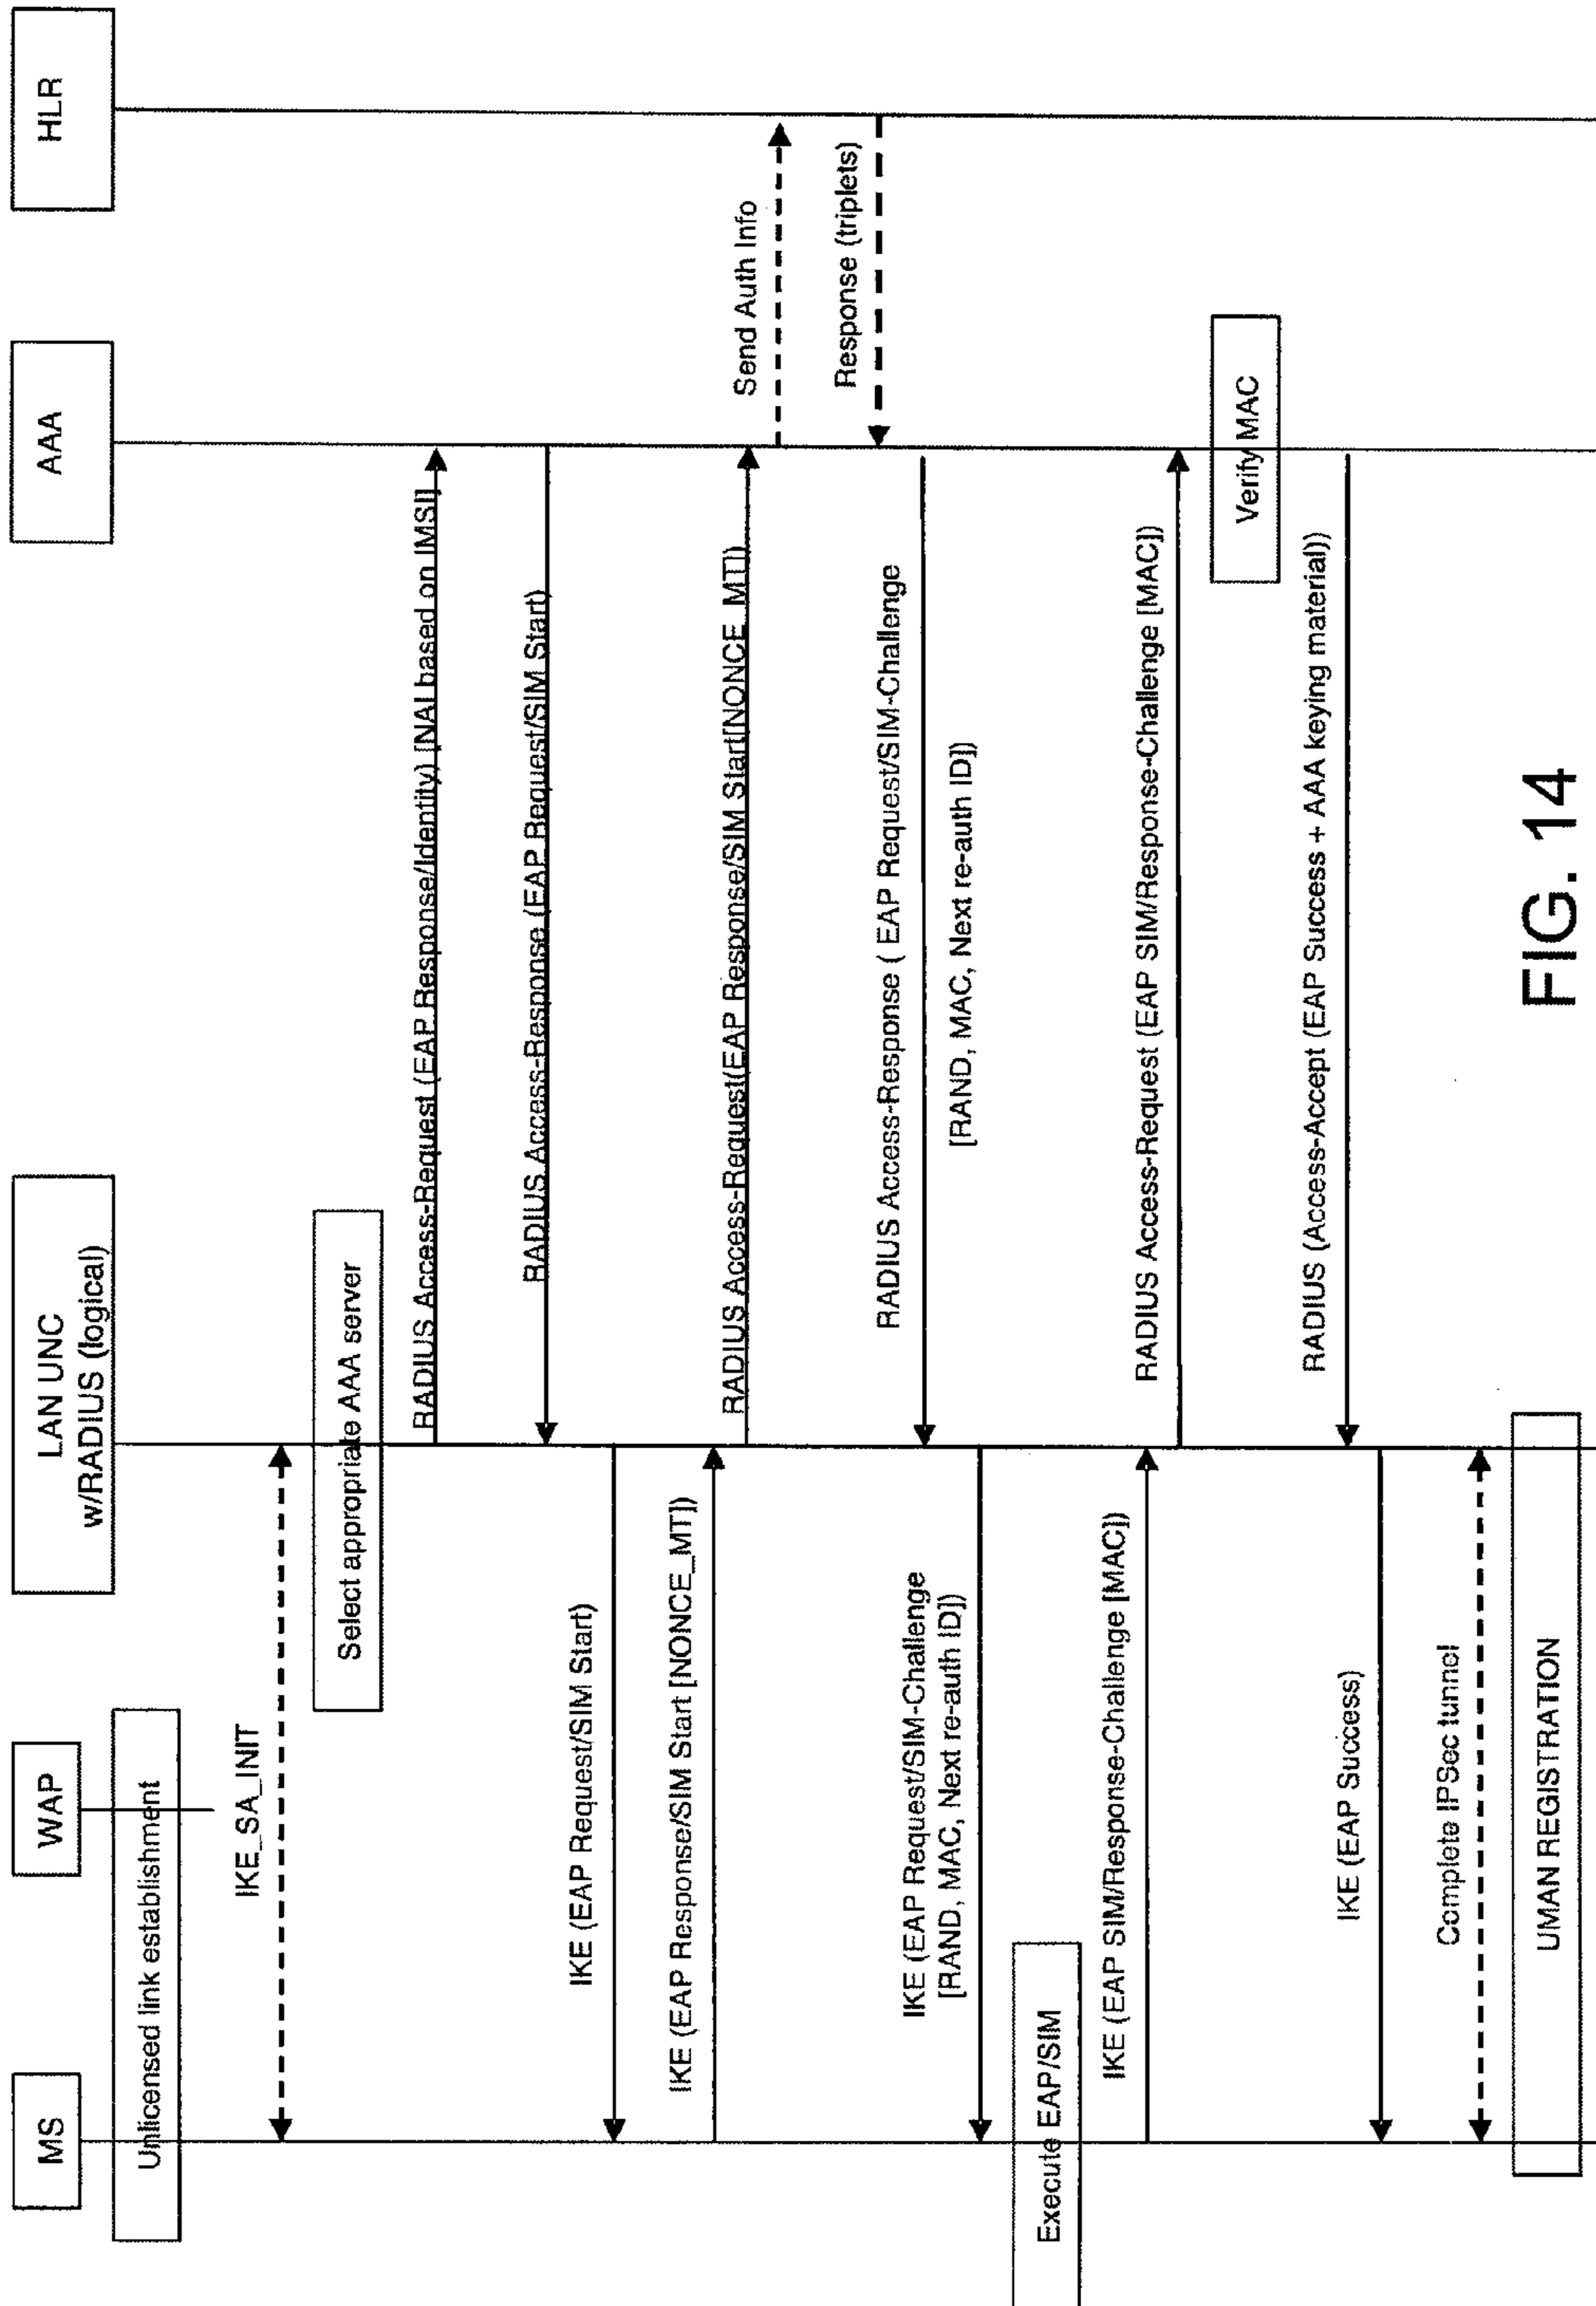 MS
WAP
LAN UNC
w/RADIUS (logical)
AAA
HLR
Unlicensed link establishment
IKE_SA_INIT
Select appropriate AAA server
RADIUS Access-Request (EAP Response/Identity) [NAI based on IMSI]
RADIUS Access-Response (EAP Request/SIM Start)
IKE (EAP Request/SIM Start)
IKE (EAP Response/SIM Start [NONCE_MT])
RADIUS Access-Request(EAP Response/SIM Start[NONCE_MT])
Send Auth Info
Response (triplets)
RADIUS Access-Response ( EAP Request/SIM-Challenge
[RAND, MAC, Next re-auth ID])
IKE (EAP Request/SIM-Challenge
[RAND, MAC, Next re-auth ID])
Execute EAP/SIM
IKE (EAP SIM/Response-Challenge [MAC])
RADIUS Access-Request (EAP SIM/Response-Challenge [MAC])
Verify MAC
RADIUS (Access-Accept (EAP Success + AAA keying material))
IKE (EAP Success)
Complete IPSec tunnel
UMAN REGISTRATION
FIG. 14